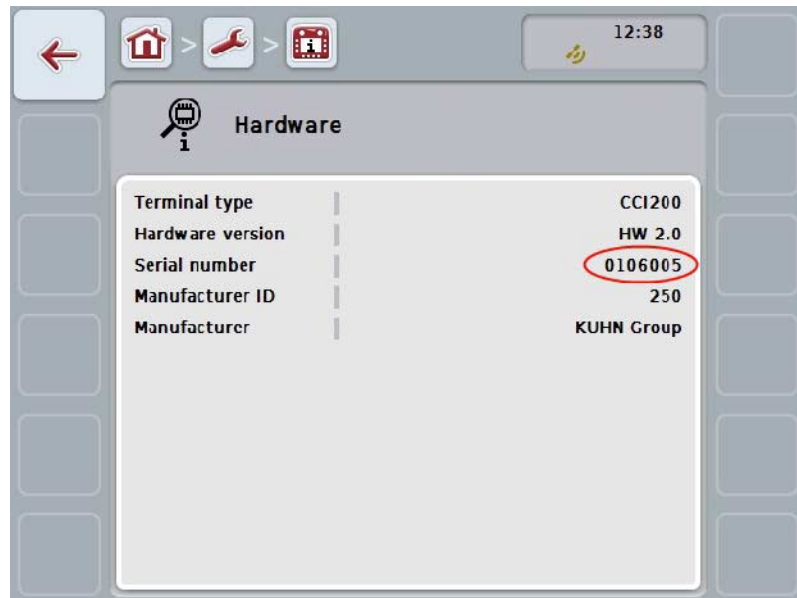 12:38
Hardware
Terminal type CCI200
Hardware version HW 2.0
Serial number 0106005
Manufacturer ID 250
Manufacturer KUHN Group